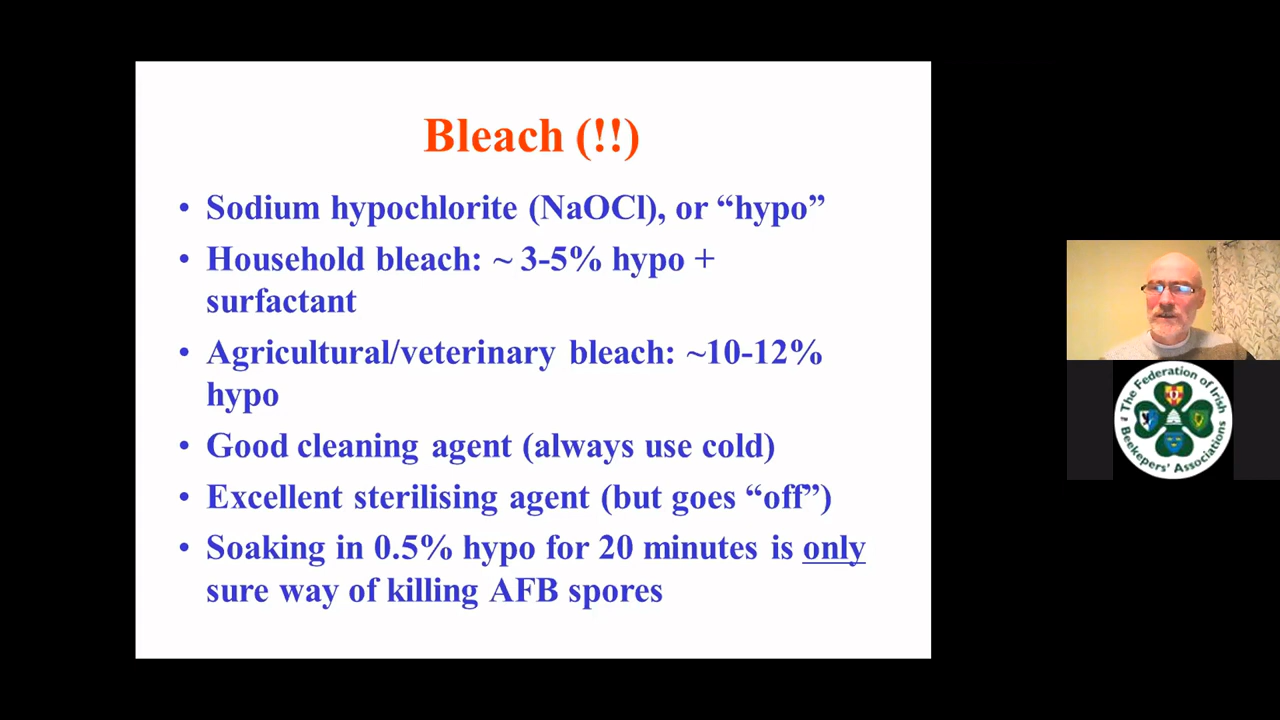 Bleach (!!)
• Sodium hypochlorite (NaOCl), or “hypo”
• Household bleach: ~ 3-5% hypo +
surfactant
• Agricultural/veterinary bleach: ~10-12%
hypo
• Good cleaning agent (always use cold)
• Excellent sterilising agent (but goes “off”)
• Soaking in 0.5% hypo for 20 minutes is only
sure way of killing AFB spores
The Federation of Irish
Beekepers' Associations